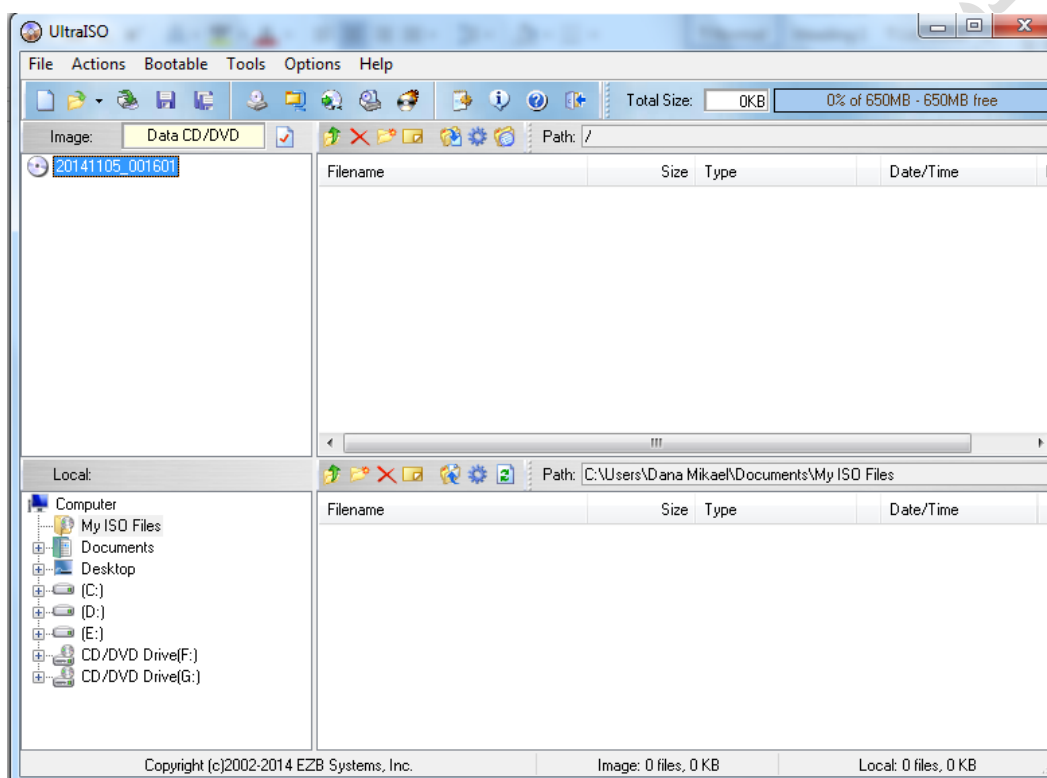 UltraISO
File Actions Bootable Tools Options Help
Total Size: 0KB 0% of 650MB - 650MB free
Image: Data CD/DVD Path: /
20141105_001601
Filename Size Type Date/Time
Local: Path: C:\Users\Dana Mikael\Documents\My ISO Files
Computer
Filename Size Type Date/Time
My ISO Files
Documents
Desktop
(C:)
(D:)
(E:)
CD/DVD Drive(F:)
CD/DVD Drive(G:)
Copyright (c)2002-2014 EZB Systems, Inc. Image: 0 files, 0 KB Local: 0 files, 0 KB